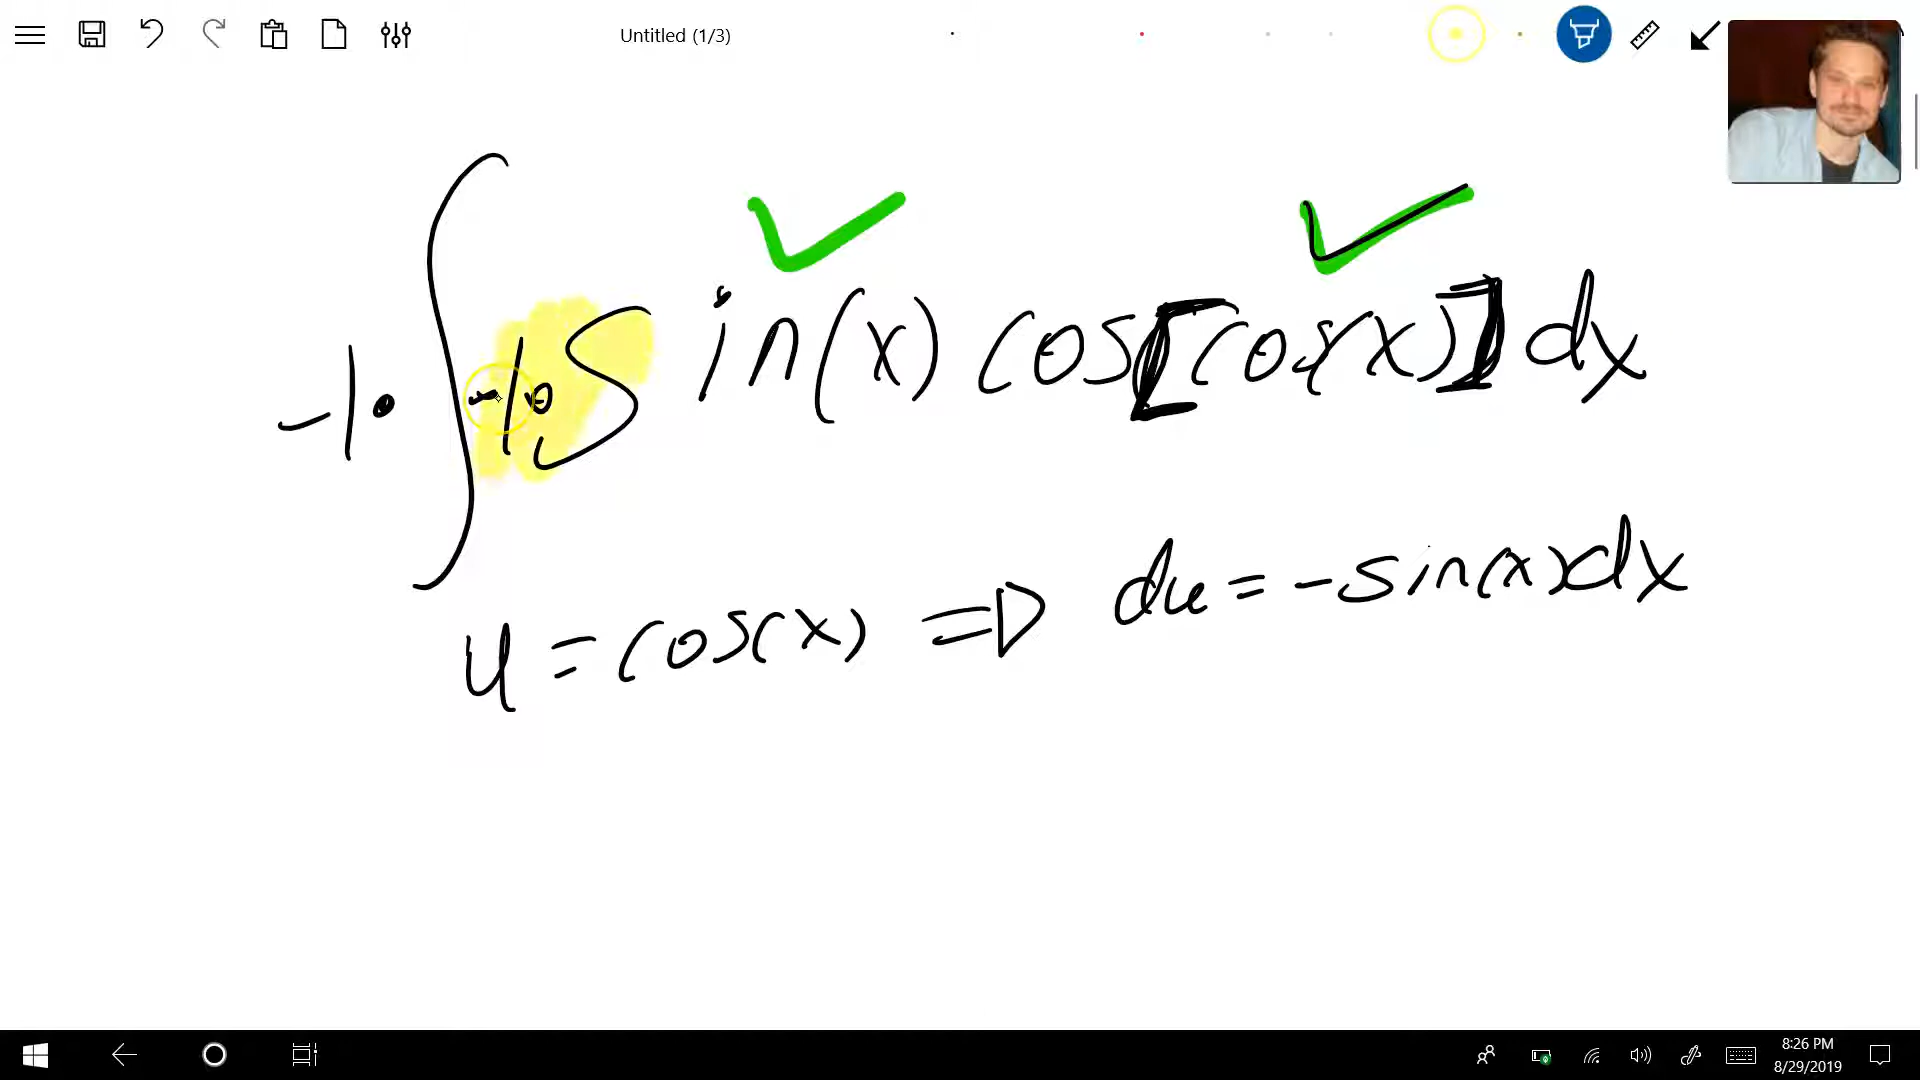 Untitled (1/3)
-1• ∫ -1• sin(x) cos[cos(x)] dx
u = cos(x) ⇒ du = -sin(x)dx
8:26 PM
8/29/2019